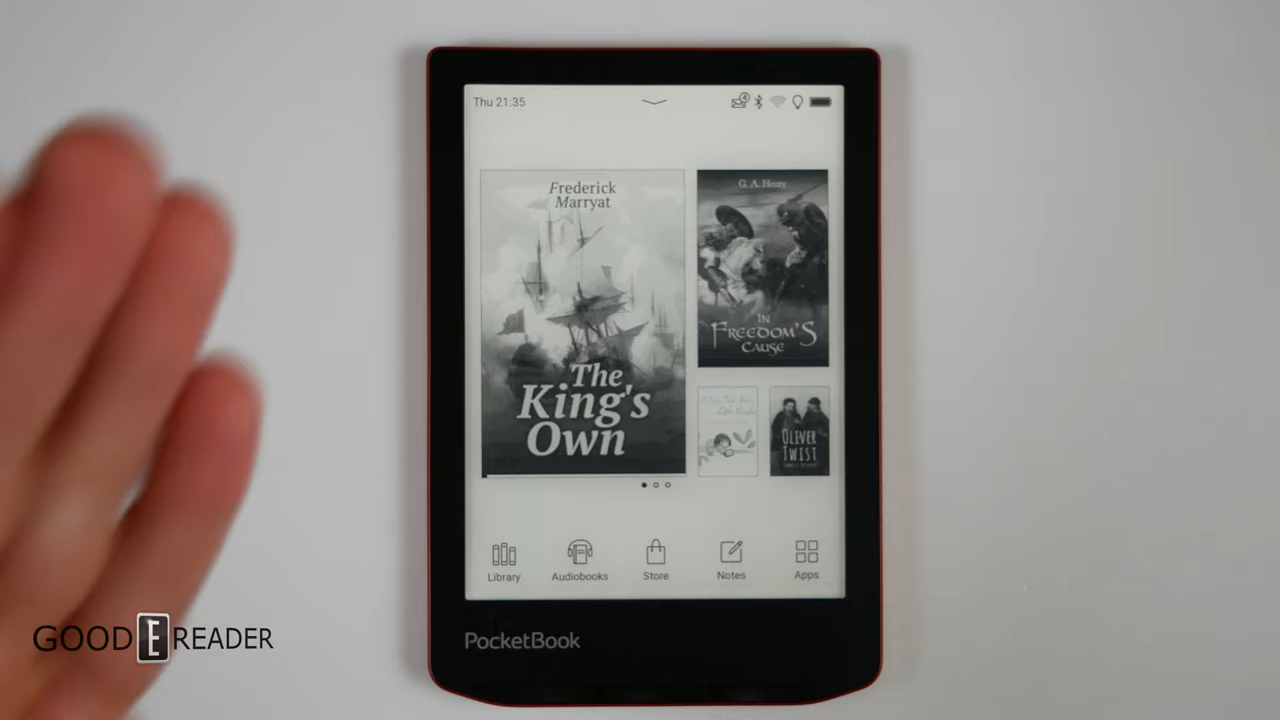 Thu 21:35
4
Frederick
Marryat
The
King's
Own
G. A. Henty
IN
FREEDOM'S
CAUSE
OLIVER
TWIST
Library
Audiobooks
Store
Notes
Apps
PocketBook
GOOD E READER